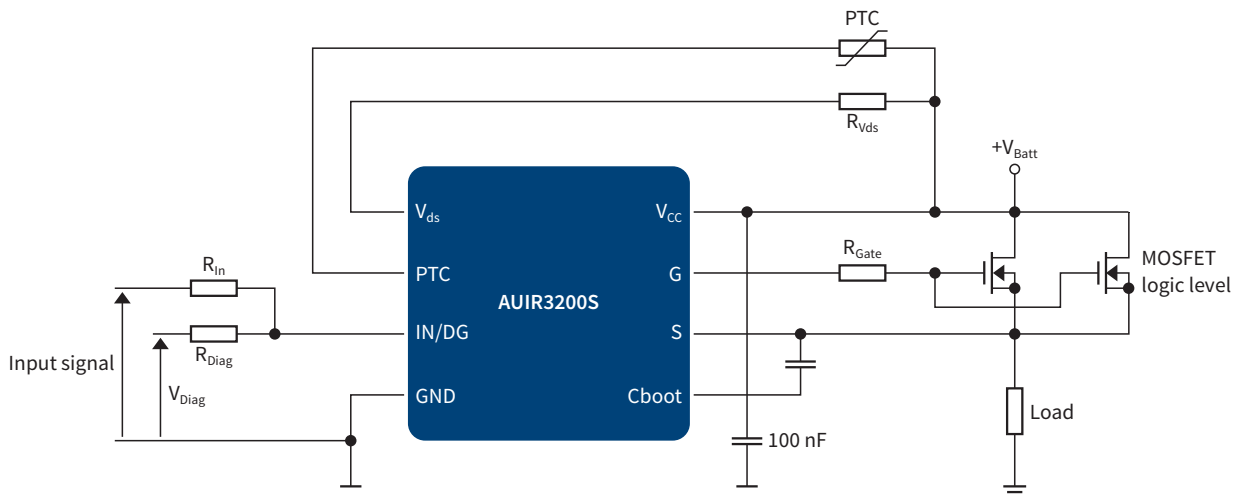 PTC
R_Vds
+V_Batt
V_ds
V_CC
R_Gate
MOSFET
logic level
R_In
PTC
G
AUIR3200S
Input signal
R_Diag
IN/DG
S
V_Diag
GND
Cboot
Load
100 nF